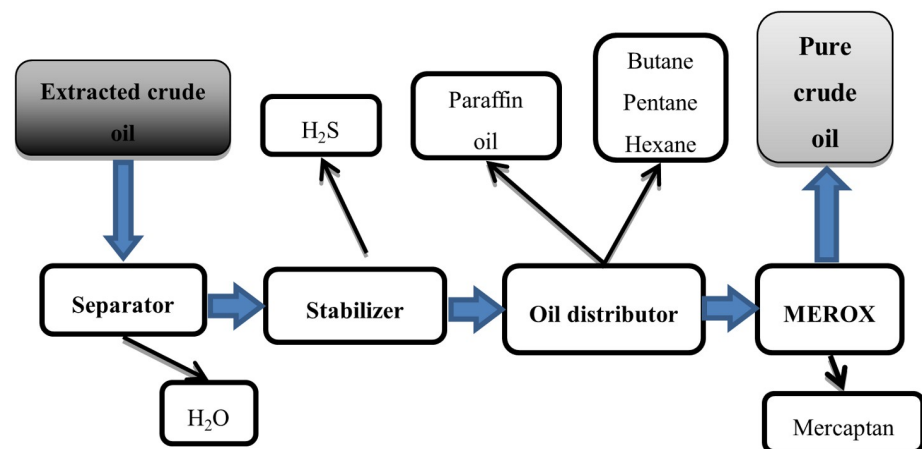 Extracted crude
oil
H₂S
Paraffin
oil
Butane
Pentane
Hexane
Pure
crude
oil
Separator
Stabilizer
Oil distributor
MEROX
H₂O
Mercaptan